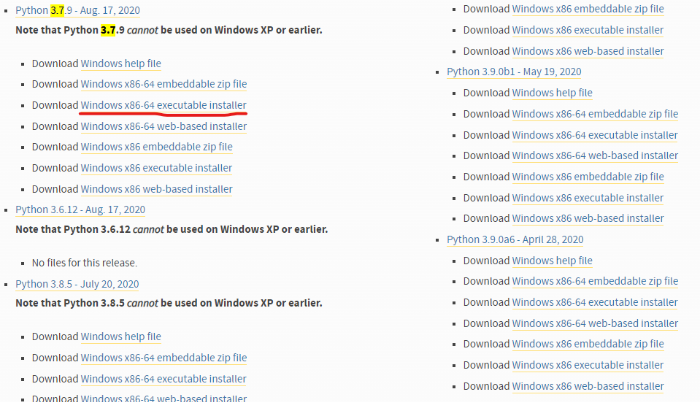 Python 3.7.9 - Aug. 17, 2020
Note that Python 3.7.9 cannot be used on Windows XP or earlier.
Download Windows help file
Download Windows x86-64 embeddable zip file
Download Windows x86-64 executable installer
Download Windows x86-64 web-based installer
Download Windows x86 embeddable zip file
Download Windows x86 executable installer
Download Windows x86 web-based installer
Python 3.6.12 - Aug. 17, 2020
Note that Python 3.6.12 cannot be used on Windows XP or earlier.
No files for this release.
Python 3.8.5 - July 20, 2020
Note that Python 3.8.5 cannot be used on Windows XP or earlier.
Download Windows help file
Download Windows x86-64 embeddable zip file
Download Windows x86-64 executable installer
Download Windows x86-64 web-based installer
Download Windows x86 embeddable zip file
Download Windows x86 executable installer
Download Windows x86 web-based installer
Python 3.9.0b1 - May 19, 2020
Download Windows help file
Download Windows x86-64 embeddable zip file
Download Windows x86-64 executable installer
Download Windows x86-64 web-based installer
Download Windows x86 embeddable zip file
Download Windows x86 executable installer
Download Windows x86 web-based installer
Python 3.9.0a6 - April 28, 2020
Download Windows help file
Download Windows x86-64 embeddable zip file
Download Windows x86-64 executable installer
Download Windows x86-64 web-based installer
Download Windows x86 embeddable zip file
Download Windows x86 executable installer
Download Windows x86 web-based installer